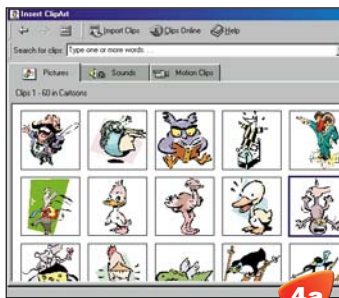 Insert ClipArt
Import Clips Clips Online Help
Search for clips: Type one or more words. . .
Pictures Sounds Motion Clips
Clips 1 - 60 in Cartoons
4a